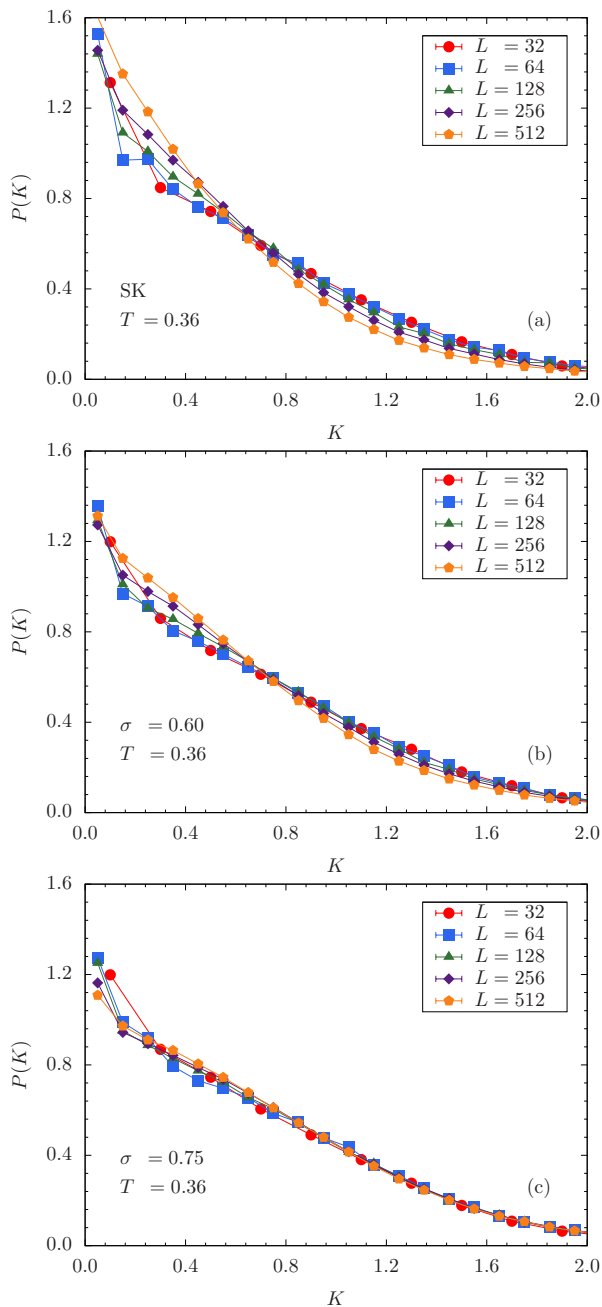 1.6
1.2
0.8
0.4
0.0
P(K)
L = 32
L = 64
L = 128
L = 256
L = 512
SK
T = 0.36
(a)
0.0 0.4 0.8 1.2 1.6 2.0
K
1.6
1.2
0.8
0.4
0.0
P(K)
L = 32
L = 64
L = 128
L = 256
L = 512
σ = 0.60
T = 0.36
(b)
0.0 0.4 0.8 1.2 1.6 2.0
K
1.6
1.2
0.8
0.4
0.0
P(K)
L = 32
L = 64
L = 128
L = 256
L = 512
σ = 0.75
T = 0.36
(c)
0.0 0.4 0.8 1.2 1.6 2.0
K